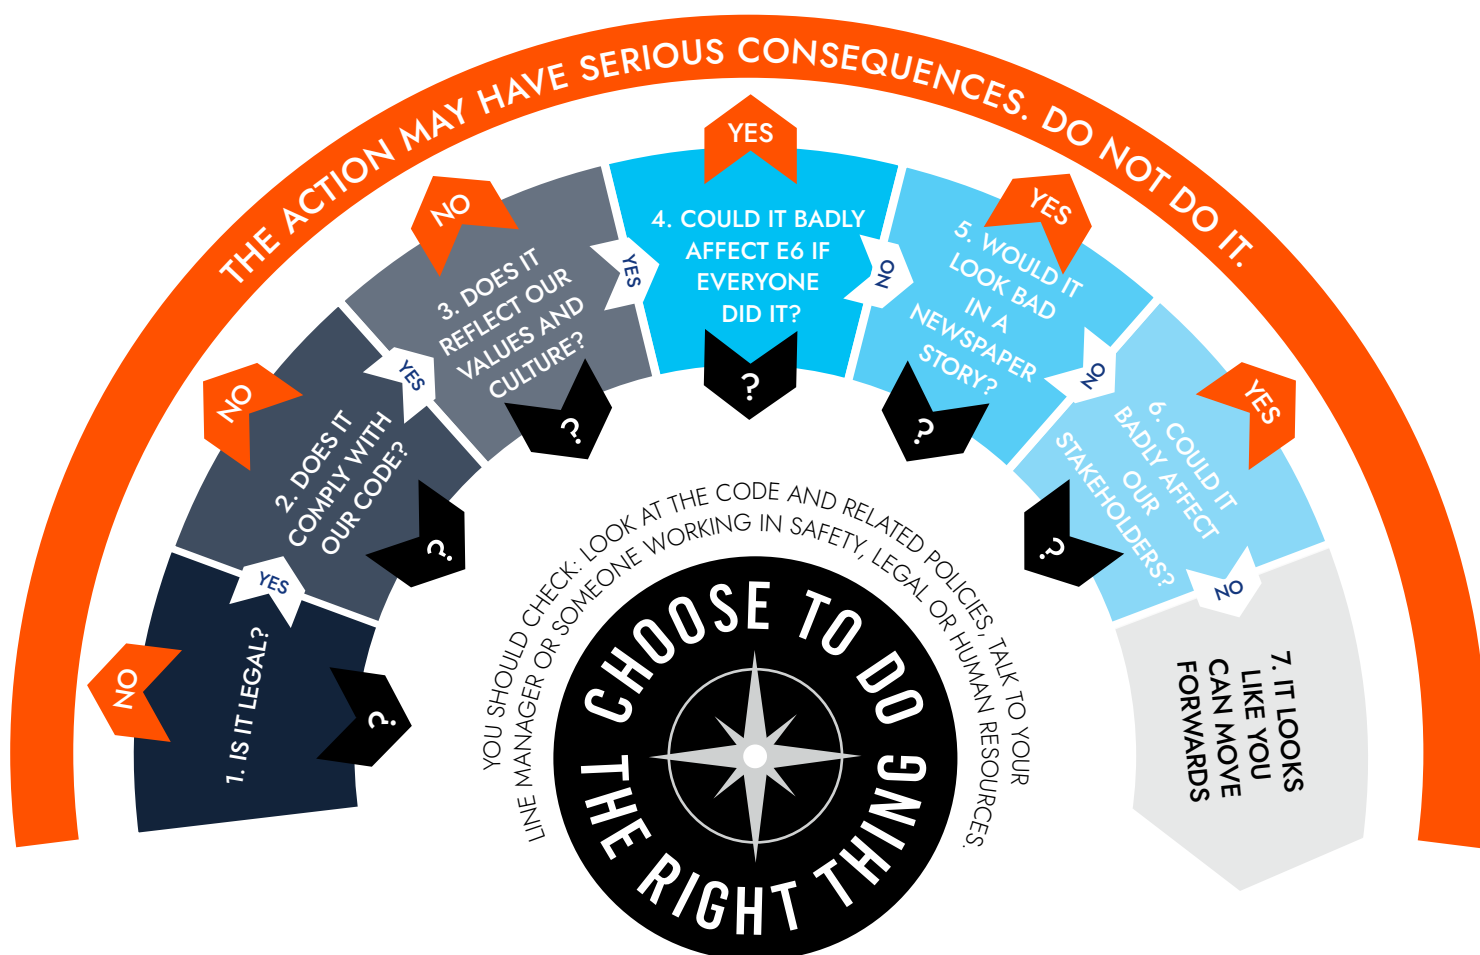 THE ACTION MAY HAVE SERIOUS CONSEQUENCES. DO NOT DO IT.
NO
1. IS IT LEGAL?
?
YES
NO
2. DOES IT
COMPLY WITH
OUR CODE?
?
YES
NO
3. DOES IT
REFLECT OUR
VALUES AND
CULTURE?
?
YES
YES
4. COULD IT BADLY
AFFECT E6 IF
EVERYONE
DID IT?
?
NO
YES
5. WOULD IT
LOOK BAD
IN A
NEWSPAPER
STORY?
?
NO
YES
6. COULD IT
BADLY AFFECT
OUR
STAKEHOLDERS?
?
NO
7. IT LOOKS
LIKE YOU
CAN MOVE
FORWARDS
YOU SHOULD CHECK: LOOK AT THE CODE AND RELATED POLICIES, TALK TO YOUR
LINE MANAGER OR SOMEONE WORKING IN SAFETY, LEGAL OR HUMAN RESOURCES.
CHOOSE TO DO
THE RIGHT THING